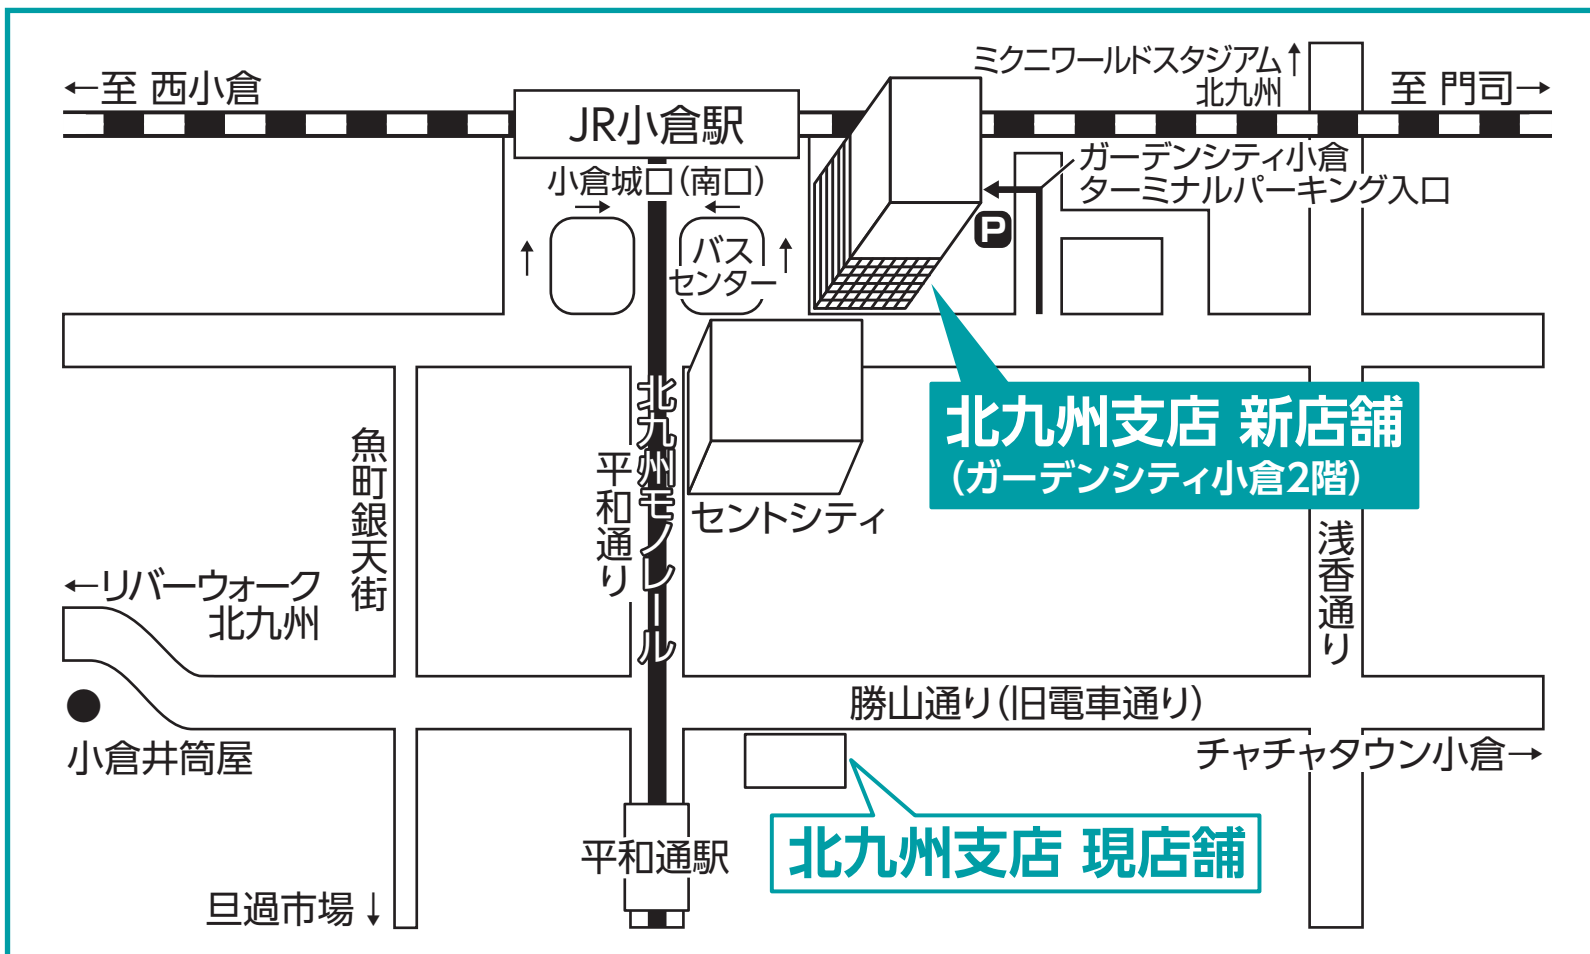 ミクニワールドスタジアム↑
北九州
←至 西小倉
至 門司→
JR小倉駅
小倉城口(南口)
→
←
ガーデンシティ小倉
ターミナルパーキング入口
P
↑
バス
センター
↑
北九州支店 新店舗
(ガーデンシティ小倉2階)
北九州モノレール
平和通り
魚町銀天街
セントシティ
浅香通り
←リバーウォーク
北九州
勝山通り(旧電車通り)
小倉井筒屋
チャチャタウン小倉→
北九州支店 現店舗
平和通駅
旦過市場↓